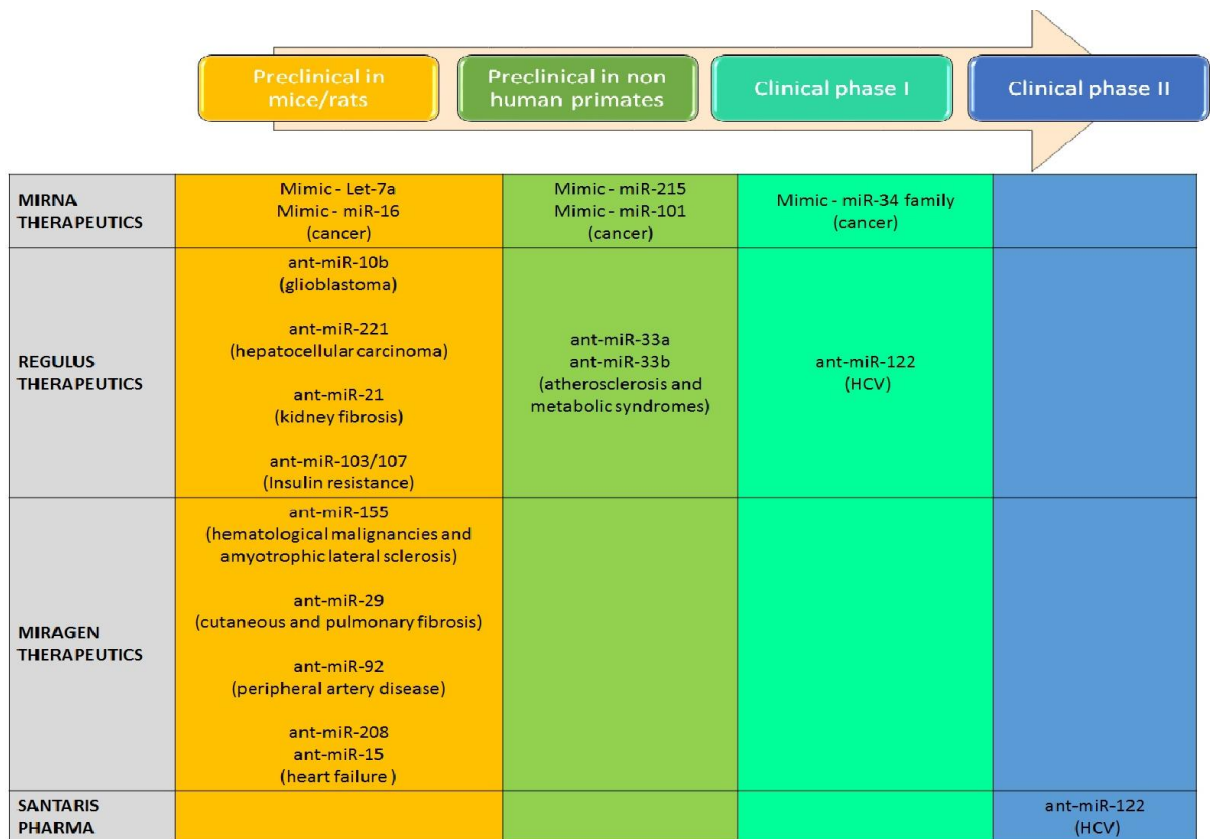 Preclinical in
mice/rats
Preclinical in non
human primates
Clinical phase I
Clinical phase II
MIRNA
THERAPEUTICS
Mimic - Let-7a
Mimic - miR-16
(cancer)
Mimic - miR-215
Mimic - miR-101
(cancer)
Mimic - miR-34 family
(cancer)
REGULUS
THERAPEUTICS
ant-miR-10b
(glioblastoma)
ant-miR-221
(hepatocellular carcinoma)
ant-miR-21
(kidney fibrosis)
ant-miR-103/107
(Insulin resistance)
ant-miR-33a
ant-miR-33b
(atherosclerosis and
metabolic syndromes)
ant-miR-122
(HCV)
MIRAGEN
THERAPEUTICS
ant-miR-155
(hematological malignancies and
amyotrophic lateral sclerosis)
ant-miR-29
(cutaneous and pulmonary fibrosis)
ant-miR-92
(peripheral artery disease)
ant-miR-208
ant-miR-15
(heart failure )
SANTARIS
PHARMA
ant-miR-122
(HCV)